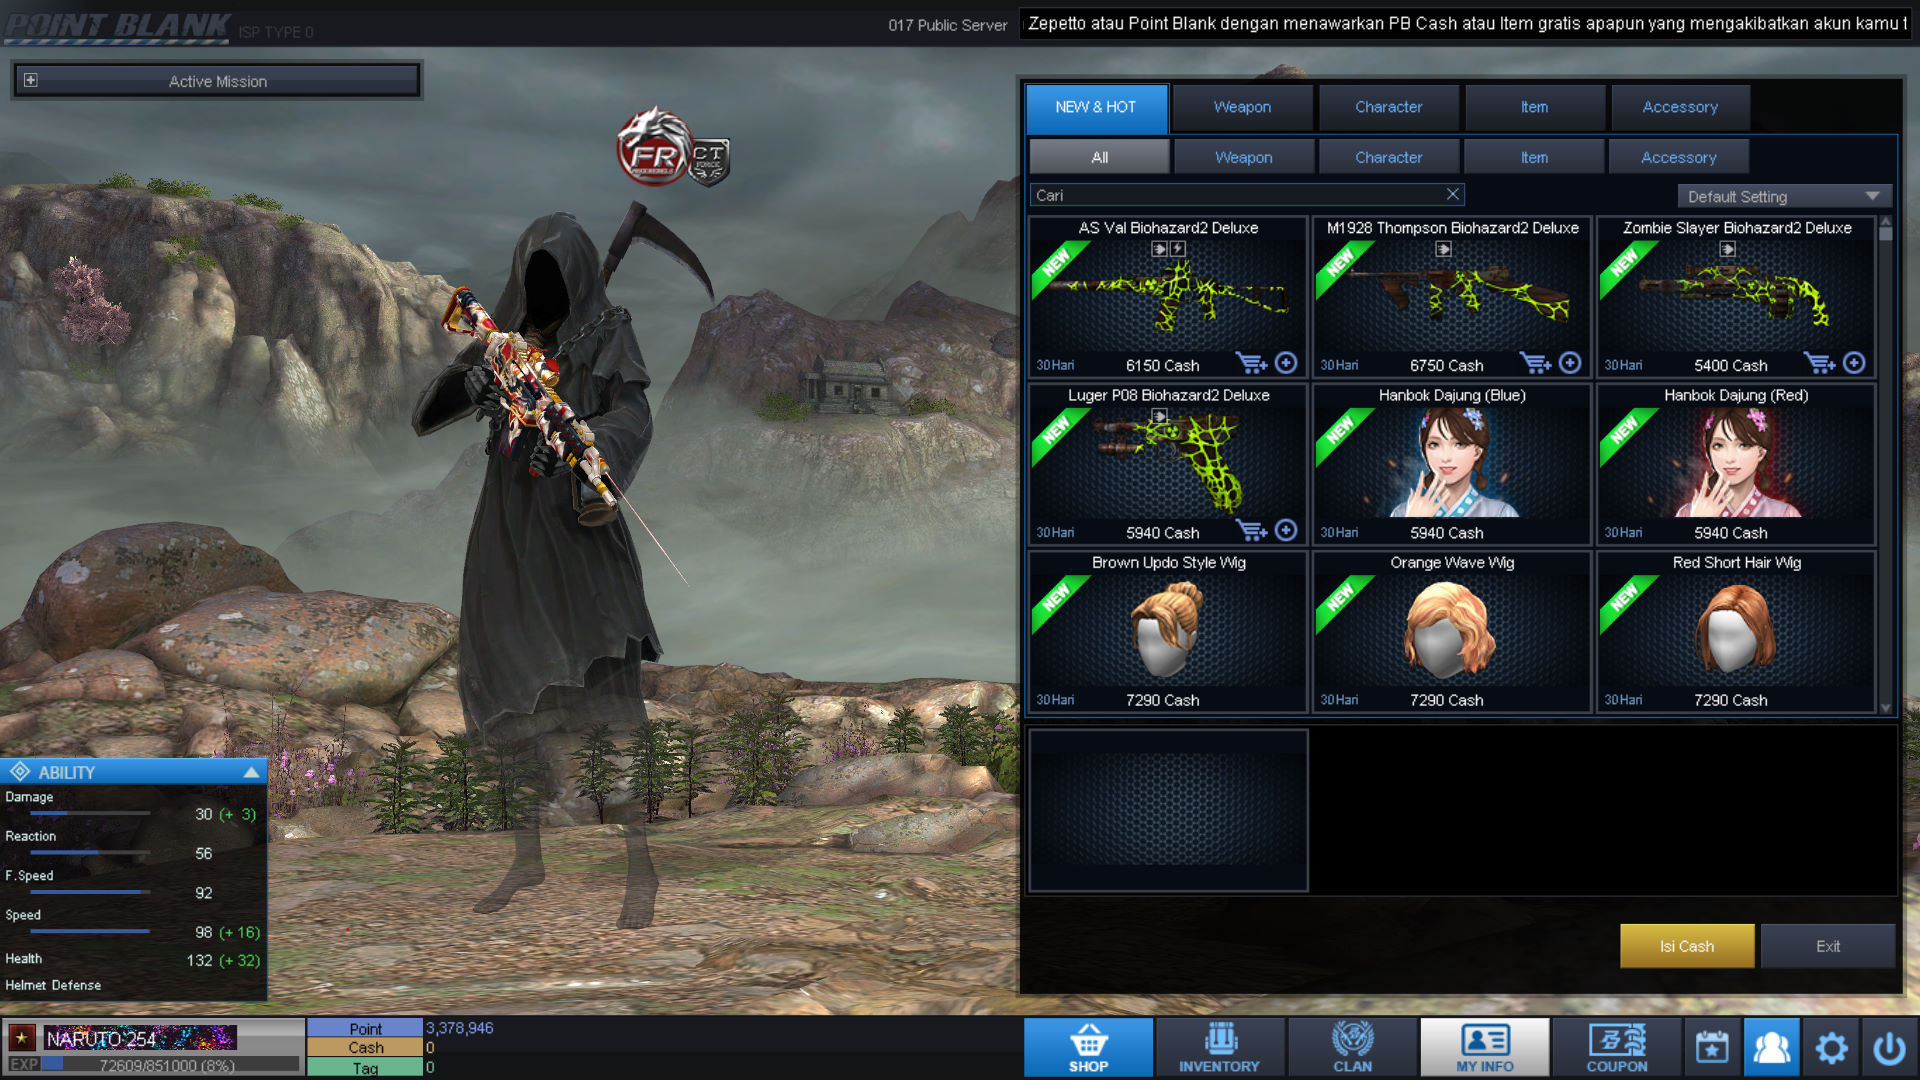 POINT BLANK ISP TYPE 0
017 Public Server
Zepetto atau Point Blank dengan menawarkan PB Cash atau Item gratis apapun yang mengakibatkan akun kamu
Active Mission
FR
CT
FORCE
NEW & HOT Weapon Character Item Accessory
All Weapon Character Item Accessory
Cari Default Setting
AS Val Biohazard2 Deluxe
NEW
30Hari 6150 Cash
M1928 Thompson Biohazard2 Deluxe
NEW
30Hari 6750 Cash
Zombie Slayer Biohazard2 Deluxe
NEW
30Hari 5400 Cash
Luger P08 Biohazard2 Deluxe
NEW
30Hari 5940 Cash
Hanbok Dajung (Blue)
NEW
30Hari 5940 Cash
Hanbok Dajung (Red)
NEW
30Hari 5940 Cash
Brown Updo Style Wig
NEW
30Hari 7290 Cash
Orange Wave Wig
NEW
30Hari 7290 Cash
Red Short Hair Wig
NEW
30Hari 7290 Cash
Isi Cash Exit
ABILITY
Damage
30 (+ 3)
Reaction
56
F.Speed
92
Speed
98 (+ 16)
Health
132 (+ 32)
Helmet Defense
NARUTO 254
EXP 72609/851000 (8%)
Point 3,378,946
Cash 0
Tag 0
SHOP INVENTORY CLAN MY INFO COUPON